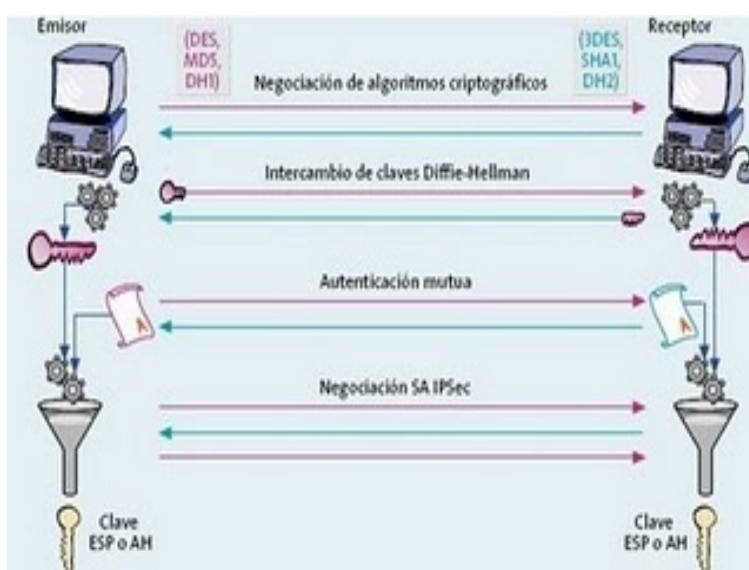 Emisor
Receptor
(DES,
MD5,
DH1)
(3DES,
SHA1,
DH2)
Negociación de algoritmos criptográficos
Intercambio de claves Diffie-Hellman
Autenticación mutua
A
A
Negociación SA IPSec
Clave
ESP o AH
Clave
ESP o AH